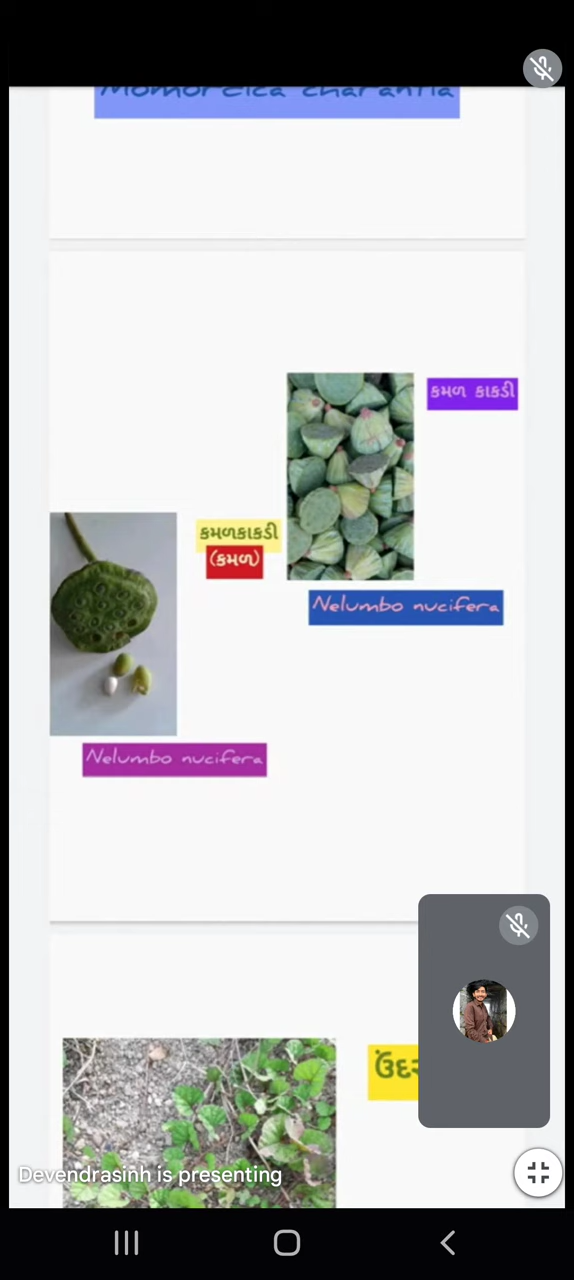 Momordica charantia
કમળ કાકડી
કમળકાકડી
(કમળ)
Nelumbo nucifera
Nelumbo nucifera
Devendrasinh is presenting